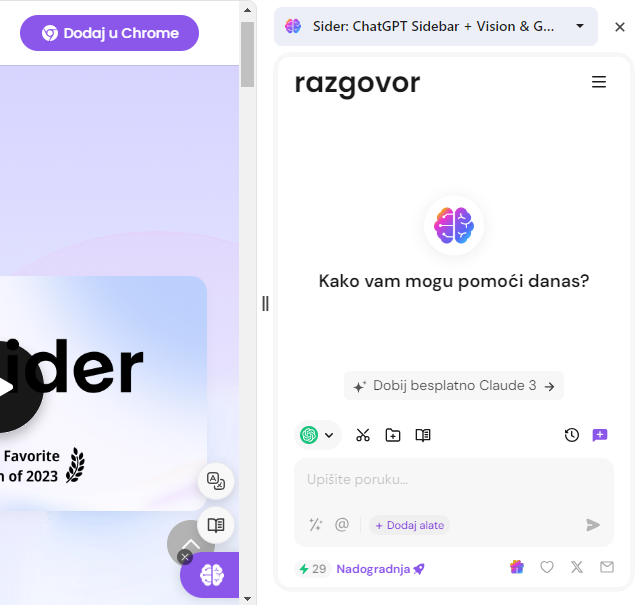 Dodaj u Chrome
Sider: ChatGPT Sidebar + Vision & G...
razgovor
Kako vam mogu pomoći danas?
ider
Favorite
n of 2023
Dobij besplatno Claude 3
Upišite poruku...
@
+ Dodaj alate
29
Nadogradnja